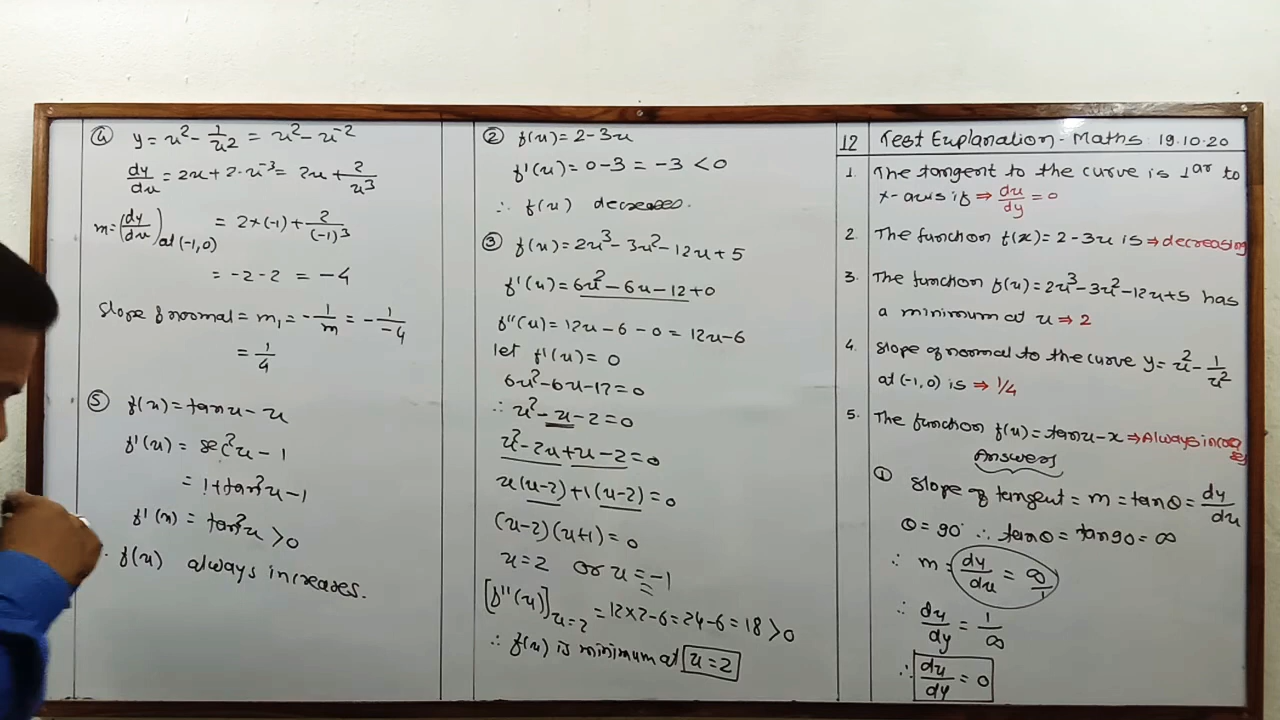 12 Test Explanation - Maths 19.10.20
1. The tangent to the curve is ⊥ar to
x-axis if ⇒ dx/dy = 0
2. The function f(x) = 2 - 3x is ⇒ decreasing
3. The function f(x) = 2x³ - 3x² - 12x + 5 has
a minimum at x ⇒ 2
4. Slope of normal to the curve y = x² - 1/x²
at (-1, 0) is ⇒ 1/4
5. The function f(x) = tanx - x ⇒ Always increases
Answers
① Slope of tangent = m = tanθ = dy/dx
θ = 90° ∴ tanθ = tan90 = ∞
∴ m = dy/dx = ∞/1
∴ dx/dy = 1/∞
∴ dx/dy = 0
② f(x) = 2 - 3x
f'(x) = 0 - 3 = -3 < 0
∴ f(x) decreases.
③ f(x) = 2x³ - 3x² - 12x + 5
f'(x) = 6x² - 6x - 12 + 0
f''(x) = 12x - 6 - 0 = 12x - 6
let f'(x) = 0
6x² - 6x - 12 = 0
∴ x² - x - 2 = 0
x² - 2x + x - 2 = 0
x(x-2) + 1(x-2) = 0
(x-2)(x+1) = 0
x = 2 or x = -1
[f''(x)]x=2 = 12×2-6 = 24-6 = 18 > 0
∴ f(x) is minimum at x = 2
④ y = x² - 1/x² = x² - x⁻²
dy/dx = 2x + 2·x⁻³ = 2x + 2/x³
m = (dy/dx) at (-1, 0) = 2×(-1) + 2/(-1)³
= -2 - 2 = -4
Slope of normal = m₁ = -1/m = -1/-4
= 1/4
⑤ f(x) = tanx - x
f'(x) = sec²x - 1
= 1 + tan²x - 1
f'(x) = tan²x > 0
f(x) always increases.